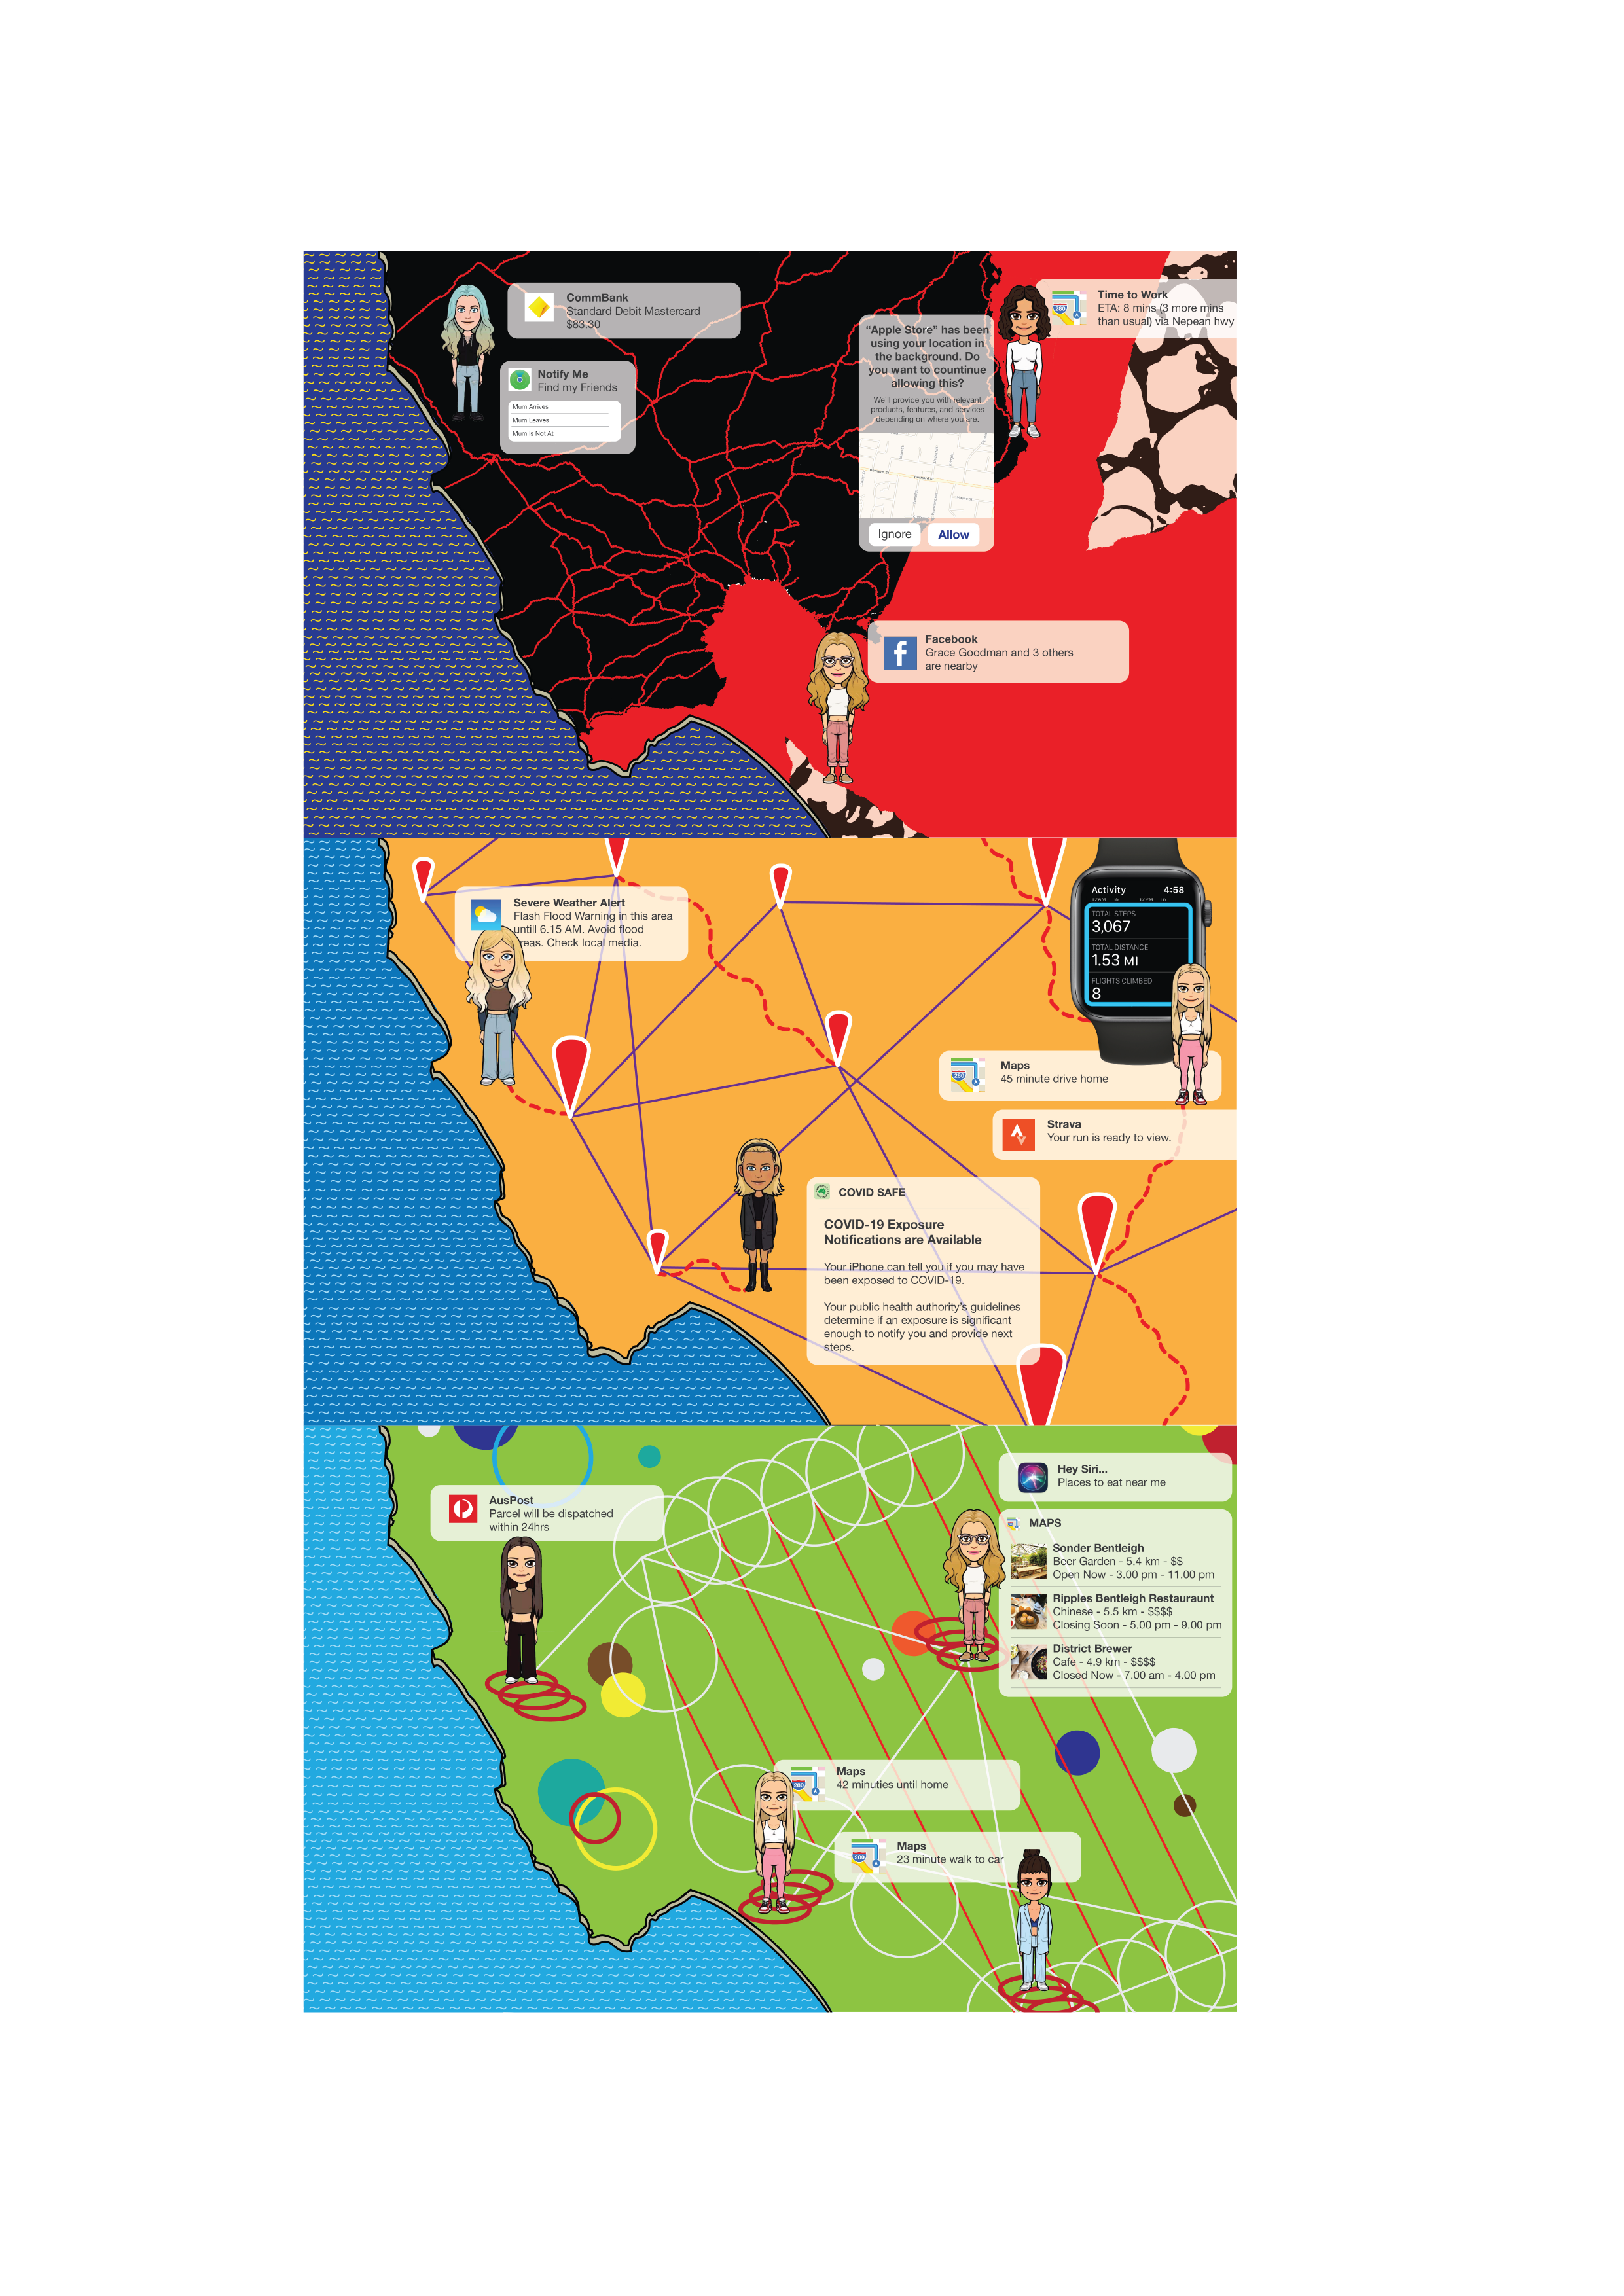 CommBank
Standard Debit Mastercard
$83.30
Notify Me
Find my Friends
Mum Arrives
Mum Leaves
Mum Is Not At
"Apple Store" has been
using your location in
the background. Do
you want to countinue
allowing this?
We'll provide you with relevant
products, features, and services
depending on where you are.
Ignore
Allow
Time to Work
ETA: 8 mins (3 more mins
than usual) via Nepean hwy
Facebook
Grace Goodman and 3 others
are nearby
Severe Weather Alert
Flash Flood Warning in this area
untill 6.15 AM. Avoid flood
reas. Check local media.
Activity 4:58
TOTAL STEPS
3,067
TOTAL DISTANCE
1.53 MI
FLIGHTS CLIMBED
8
280
Maps
45 minute drive home
Strava
Your run is ready to view.
COVID SAFE
COVID-19 Exposure
Notifications are Available
Your iPhone can tell you if you may have
been exposed to COVID-19.
Your public health authority's guidelines
determine if an exposure is significant
enough to notify you and provide next
steps.
AusPost
Parcel will be dispatched
within 24hrs
Hey Siri...
Places to eat near me
MAPS
Sonder Bentleigh
Beer Garden - 5.4 km - $$
Open Now - 3.00 pm - 11.00 pm
Ripples Bentleigh Restauraunt
Chinese - 5.5 km - $$$$
Closing Soon - 5.00 pm - 9.00 pm
District Brewer
Cafe - 4.9 km - $$$$
Closed Now - 7.00 am - 4.00 pm
Maps
42 minuties until home
280
Maps
23 minute walk to car